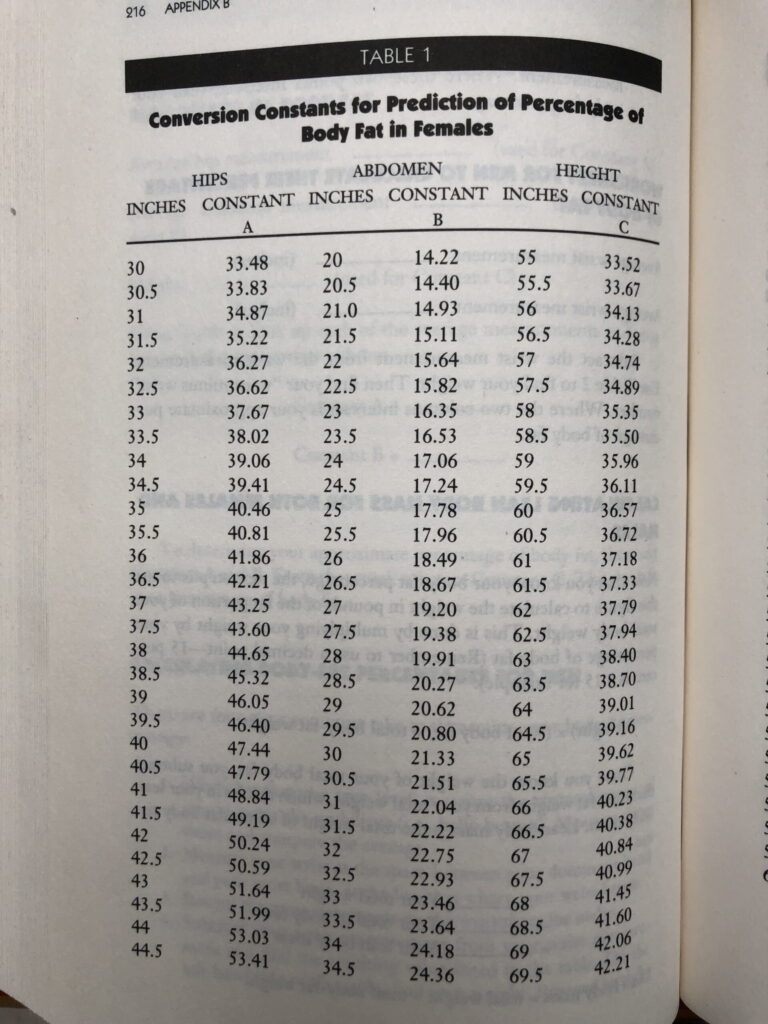 216 APPENDIX B
TABLE 1
Conversion Constants for Prediction of Percentage of
Body Fat in Females
HIPS ABDOMEN HEIGHT
INCHES CONSTANT INCHES CONSTANT INCHES CONSTANT
A B C
30 33.48 20 14.22 55 33.52
30.5 33.83 20.5 14.40 55.5 33.67
31 34.87 21.0 14.93 56 34.13
31.5 35.22 21.5 15.11 56.5 34.28
32 36.27 22 15.64 57 34.74
32.5 36.62 22.5 15.82 57.5 34.89
33 37.67 23 16.35 58 35.35
33.5 38.02 23.5 16.53 58.5 35.50
34 39.06 24 17.06 59 35.96
34.5 39.41 24.5 17.24 59.5 36.11
35 40.46 25 17.78 60 36.57
35.5 40.81 25.5 17.96 60.5 36.72
36 41.86 26 18.49 61 37.18
36.5 42.21 26.5 18.67 61.5 37.33
37 43.25 27 19.20 62 37.79
37.5 43.60 27.5 19.38 62.5 37.94
38 44.65 28 19.91 63 38.40
38.5 45.32 28.5 20.27 63.5 38.70
39 46.05 29 20.62 64 39.01
39.5 46.40 29.5 20.80 64.5 39.16
40 47.44 30 21.33 65 39.62
40.5 47.79 30.5 21.51 65.5 39.77
41 48.84 31 22.04 66 40.23
41.5 49.19 31.5 22.22 66.5 40.38
42 50.24 32 22.75 67 40.84
42.5 50.59 32.5 22.93 67.5 40.99
43 51.64 33 23.46 68 41.45
43.5 51.99 33.5 23.64 68.5 41.60
44 53.03 34 24.18 69 42.06
44.5 53.41 34.5 24.36 69.5 42.21